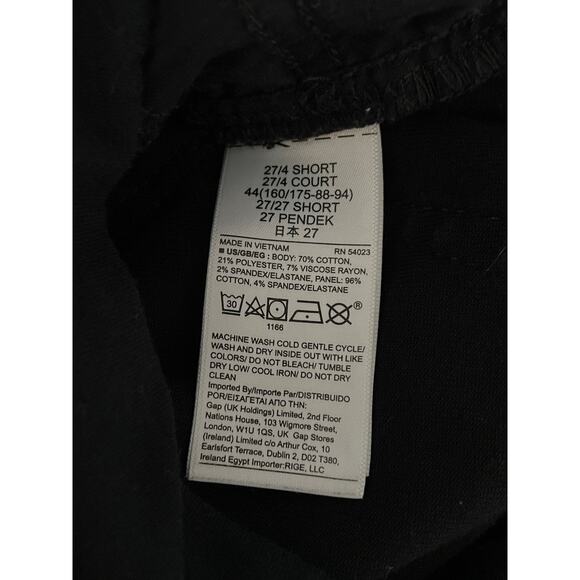 27/4 SHORT
27/4 COURT
44(160/175-88-94)
27/27 SHORT
27 PENDEK
日本 27
MADE IN VIETNAM RN 54023
■ US/GB/EG : BODY: 70% COTTON,
21% POLYESTER, 7% VISCOSE RAYON,
2% SPANDEX/ELASTANE, PANEL: 96%
COTTON, 4% SPANDEX/ELASTANE
30 ®
1166
MACHINE WASH COLD GENTLE CYCLE/
WASH AND DRY INSIDE OUT WITH LIKE
COLORS/ DO NOT BLEACH/ TUMBLE
DRY LOW/ COOL IRON/ DO NOT DRY
CLEAN
Imported By/Importe Par/DISTRIBUIDO
POR/ΕΙΣΑΓΕΤΑΙ ΑΠΟ ΤΗΝ:
Gap (UK Holdings) Limited, 2nd Floor
Nations House, 103 Wigmore Street,
London, W1U 1QS, UK Gap Stores
(Ireland) Limited c/o Arthur Cox, 10
Earlsfort Terrace, Dublin 2, D02 T380,
Ireland Egypt Importer:RIGE, LLC